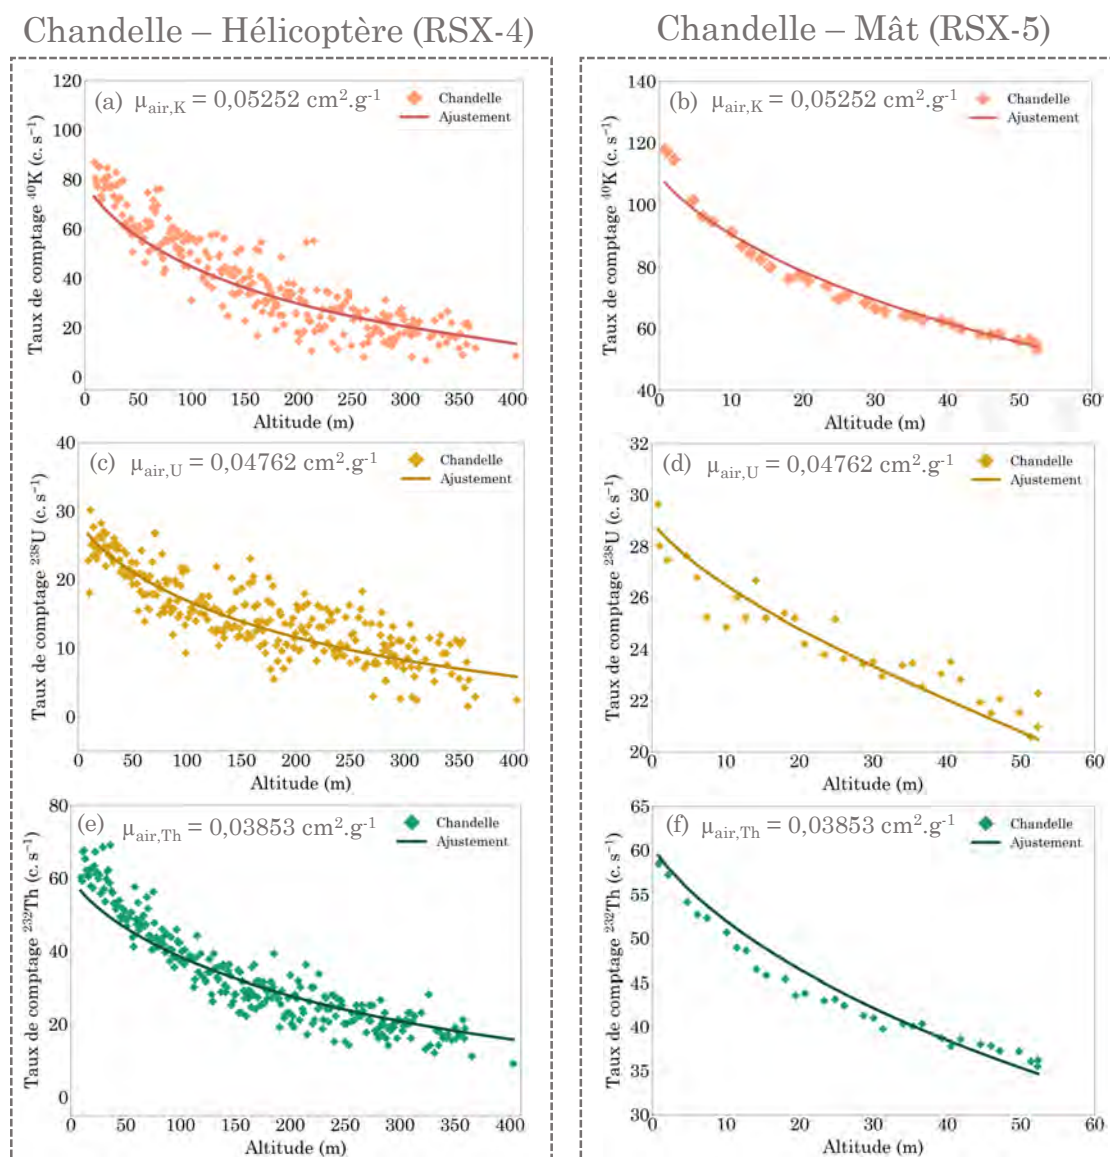 Chandelle – Hélicoptère (RSX-4)
Chandelle – Mât (RSX-5)
(a) μair,K = 0,05252 cm².g⁻¹
Chandelle
Ajustement
Taux de comptage ⁴⁰K (c. s⁻¹)
120
100
80
60
40
20
0
0 50 100 150 200 250 300 350 400
Altitude (m)
(b) μair,K = 0,05252 cm².g⁻¹
Chandelle
Ajustement
Taux de comptage ⁴⁰K (c. s⁻¹)
140
120
100
80
60
40
0 10 20 30 40 50 60
Altitude (m)
(c) μair,U = 0,04762 cm².g⁻¹
Chandelle
Ajustement
Taux de comptage ²³⁸U (c. s⁻¹)
40
30
20
10
0
0 50 100 150 200 250 300 350 400
Altitude (m)
(d) μair,U = 0,04762 cm².g⁻¹
Chandelle
Ajustement
Taux de comptage ²³⁸U (c. s⁻¹)
32
30
28
26
24
22
20
0 10 20 30 40 50 60
Altitude (m)
(e) μair,Th = 0,03853 cm².g⁻¹
Chandelle
Ajustement
Taux de comptage ²³²Th (c. s⁻¹)
80
60
40
20
0
0 50 100 150 200 250 300 350 400
Altitude (m)
(f) μair,Th = 0,03853 cm².g⁻¹
Chandelle
Ajustement
Taux de comptage ²³²Th (c. s⁻¹)
65
60
55
50
45
40
35
30
0 10 20 30 40 50 60
Altitude (m)